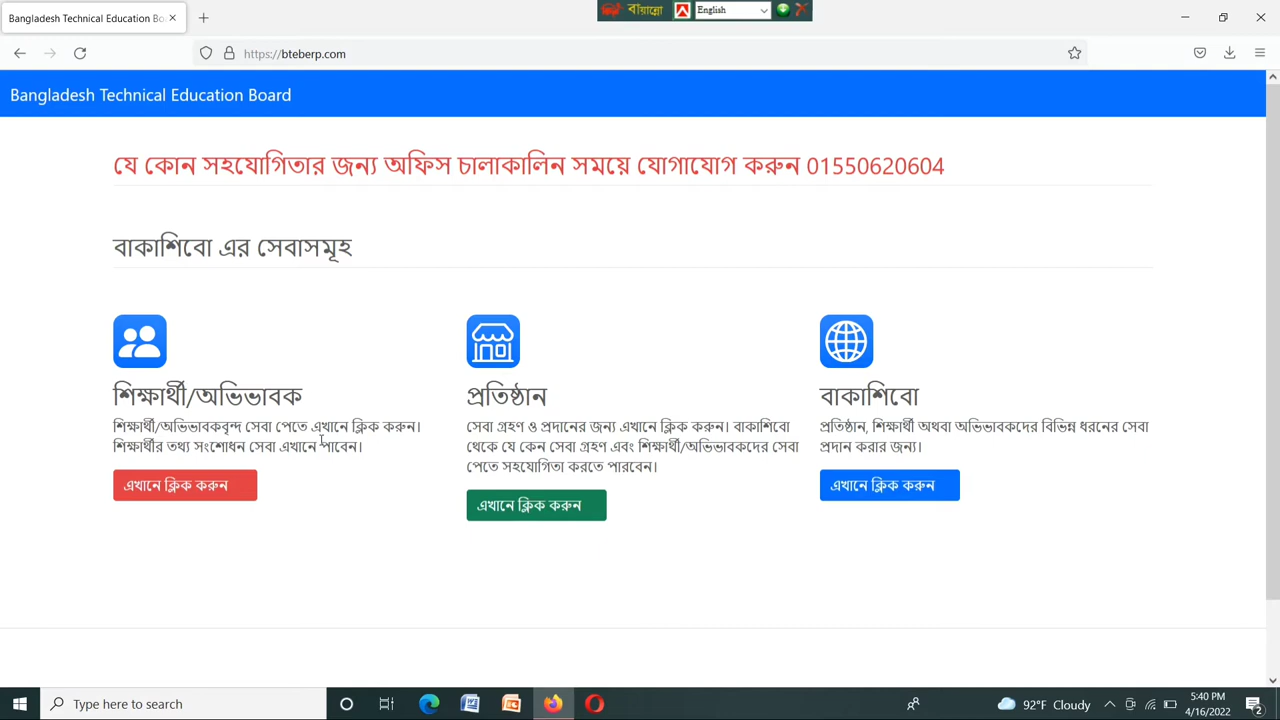 Bangladesh Technical Education Bo
বায়ান্নো
English
https://bteberp.com
Bangladesh Technical Education Board
যে কোন সহযোগিতার জন্য অফিস চালাকালিন সময়ে যোগাযোগ করুন 01550620604
বাকাশিবো এর সেবাসমূহ
শিক্ষার্থী/অভিভাবক
শিক্ষার্থী/অভিভাবকবৃন্দ সেবা পেতে এখানে ক্লিক করুন।
শিক্ষার্থীর তথ্য সংশোধন সেবা এখানে পাবেন।
এখানে ক্লিক করুন
প্রতিষ্ঠান
সেবা গ্রহণ ও প্রদানের জন্য এখানে ক্লিক করুন। বাকাশিবো
থেকে যে কেন সেবা গ্রহণ এবং শিক্ষার্থী/অভিভাবকদের সেবা
পেতে সহযোগিতা করতে পারবেন।
এখানে ক্লিক করুন
বাকাশিবো
প্রতিষ্ঠান, শিক্ষার্থী অথবা অভিভাবকদের বিভিন্ন ধরনের সেবা
প্রদান করার জন্য।
এখানে ক্লিক করুন
Type here to search
92°F Cloudy
5:40 PM
4/16/2022
2